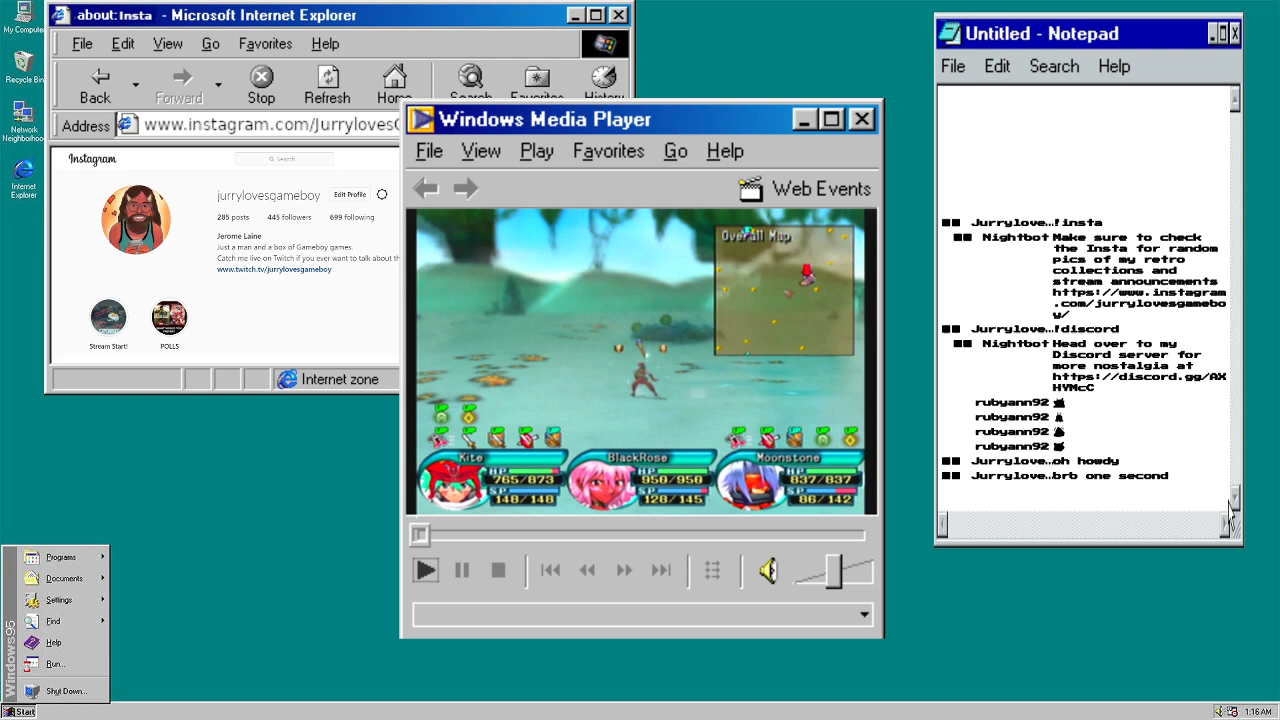 My Compute
Recycle Bin
Network
Neighborhood
Internet
Explorer
about:Insta - Microsoft Internet Explorer
File Edit View Go Favorites Help
Back Forward Stop Refresh Home Search Favorites History
Address www.instagram.com/Jurryloves
Instagram
Search
jurrylovesgameboy Edit Profile
285 posts 445 followers 699 following
Jerome Laine
Just a man and a box of Gameboy games.
Catch me live on Twitch if you ever want to talk about th
www.twitch.tv/jurrylovesgameboy
Stream Start! POLLS
Internet zone
Windows Media Player
File View Play Favorites Go Help
Web Events
Overall Map
Kite BlackRose Moonstone
HP 765/873 HP 950/950 HP 837/837
SP 148/148 SP 128/145 SP 86/142
Untitled - Notepad
File Edit Search Help
Jurrylove…!insta
Nightbot Make sure to check
the Insta for random
pics of my retro
collections and
stream announcements
https://www.instagram
.com/jurrylovesgamebo
y/
Jurrylove…!discord
Nightbot Head over to my
Discord server for
more nostalgia at
https://discord.gg/AX
HYMcC
rubyann92
rubyann92
rubyann92
rubyann92
Jurrylove…oh howdy
Jurrylove…brb one second
Programs
Documents
Settings
Find
Help
Run...
Shut Down...
Windows95
Start
1:16 AM